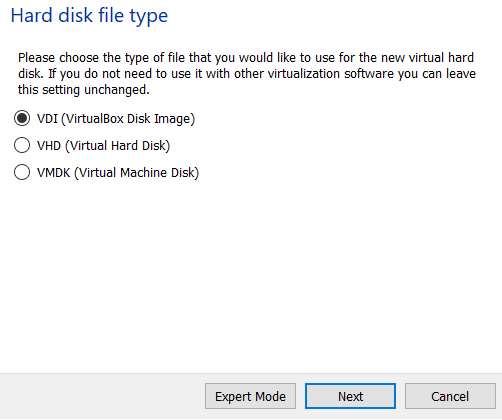 Hard disk file type
Please choose the type of file that you would like to use for the new virtual hard
disk. If you do not need to use it with other virtualization software you can leave
this setting unchanged.
VDI (VirtualBox Disk Image)
VHD (Virtual Hard Disk)
VMDK (Virtual Machine Disk)
Expert Mode Next Cancel